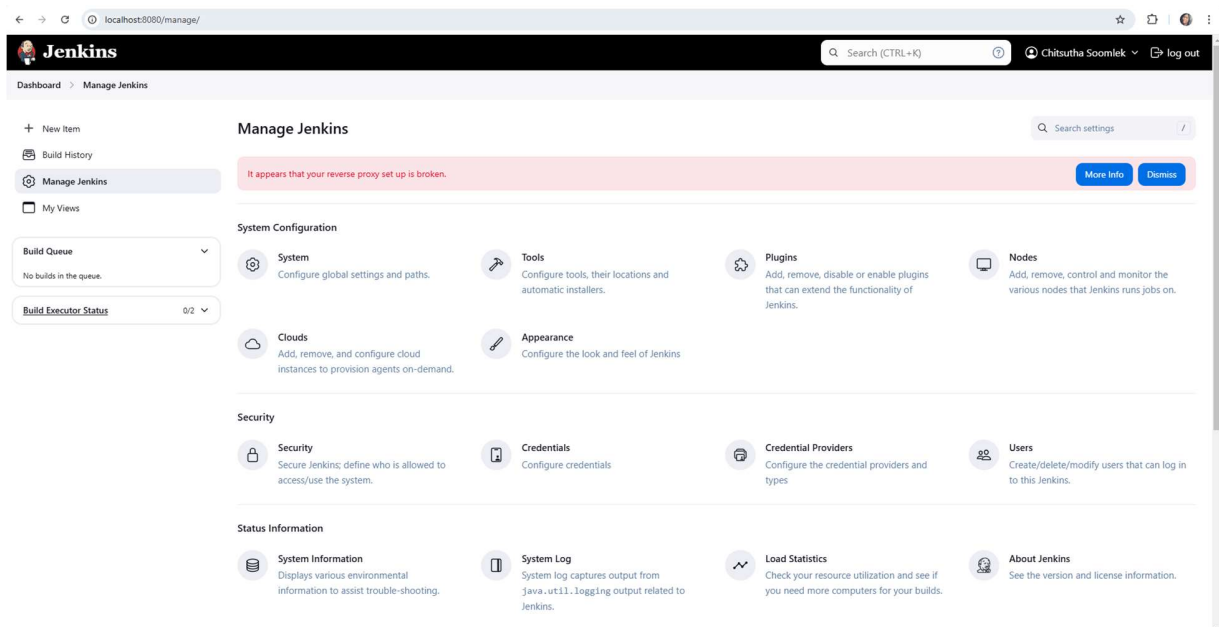 localhost:8080/manage/
Jenkins
Search (CTRL+K)
?
Chitsutha Soomlek
log out
Dashboard > Manage Jenkins
New Item
Build History
Manage Jenkins
My Views
Build Queue
No builds in the queue.
Build Executor Status 0/2
Manage Jenkins
Search settings /
It appears that your reverse proxy set up is broken.
More Info
Dismiss
System Configuration
System
Configure global settings and paths.
Tools
Configure tools, their locations and
automatic installers.
Plugins
Add, remove, disable or enable plugins
that can extend the functionality of
Jenkins.
Nodes
Add, remove, control and monitor the
various nodes that Jenkins runs jobs on.
Clouds
Add, remove, and configure cloud
instances to provision agents on-demand.
Appearance
Configure the look and feel of Jenkins
Security
Security
Secure Jenkins; define who is allowed to
access/use the system.
Credentials
Configure credentials
Credential Providers
Configure the credential providers and
types
Users
Create/delete/modify users that can log in
to this Jenkins.
Status Information
System Information
Displays various environmental
information to assist trouble-shooting.
System Log
System log captures output from
java.util.logging output related to
Jenkins.
Load Statistics
Check your resource utilization and see if
you need more computers for your builds.
About Jenkins
See the version and license information.